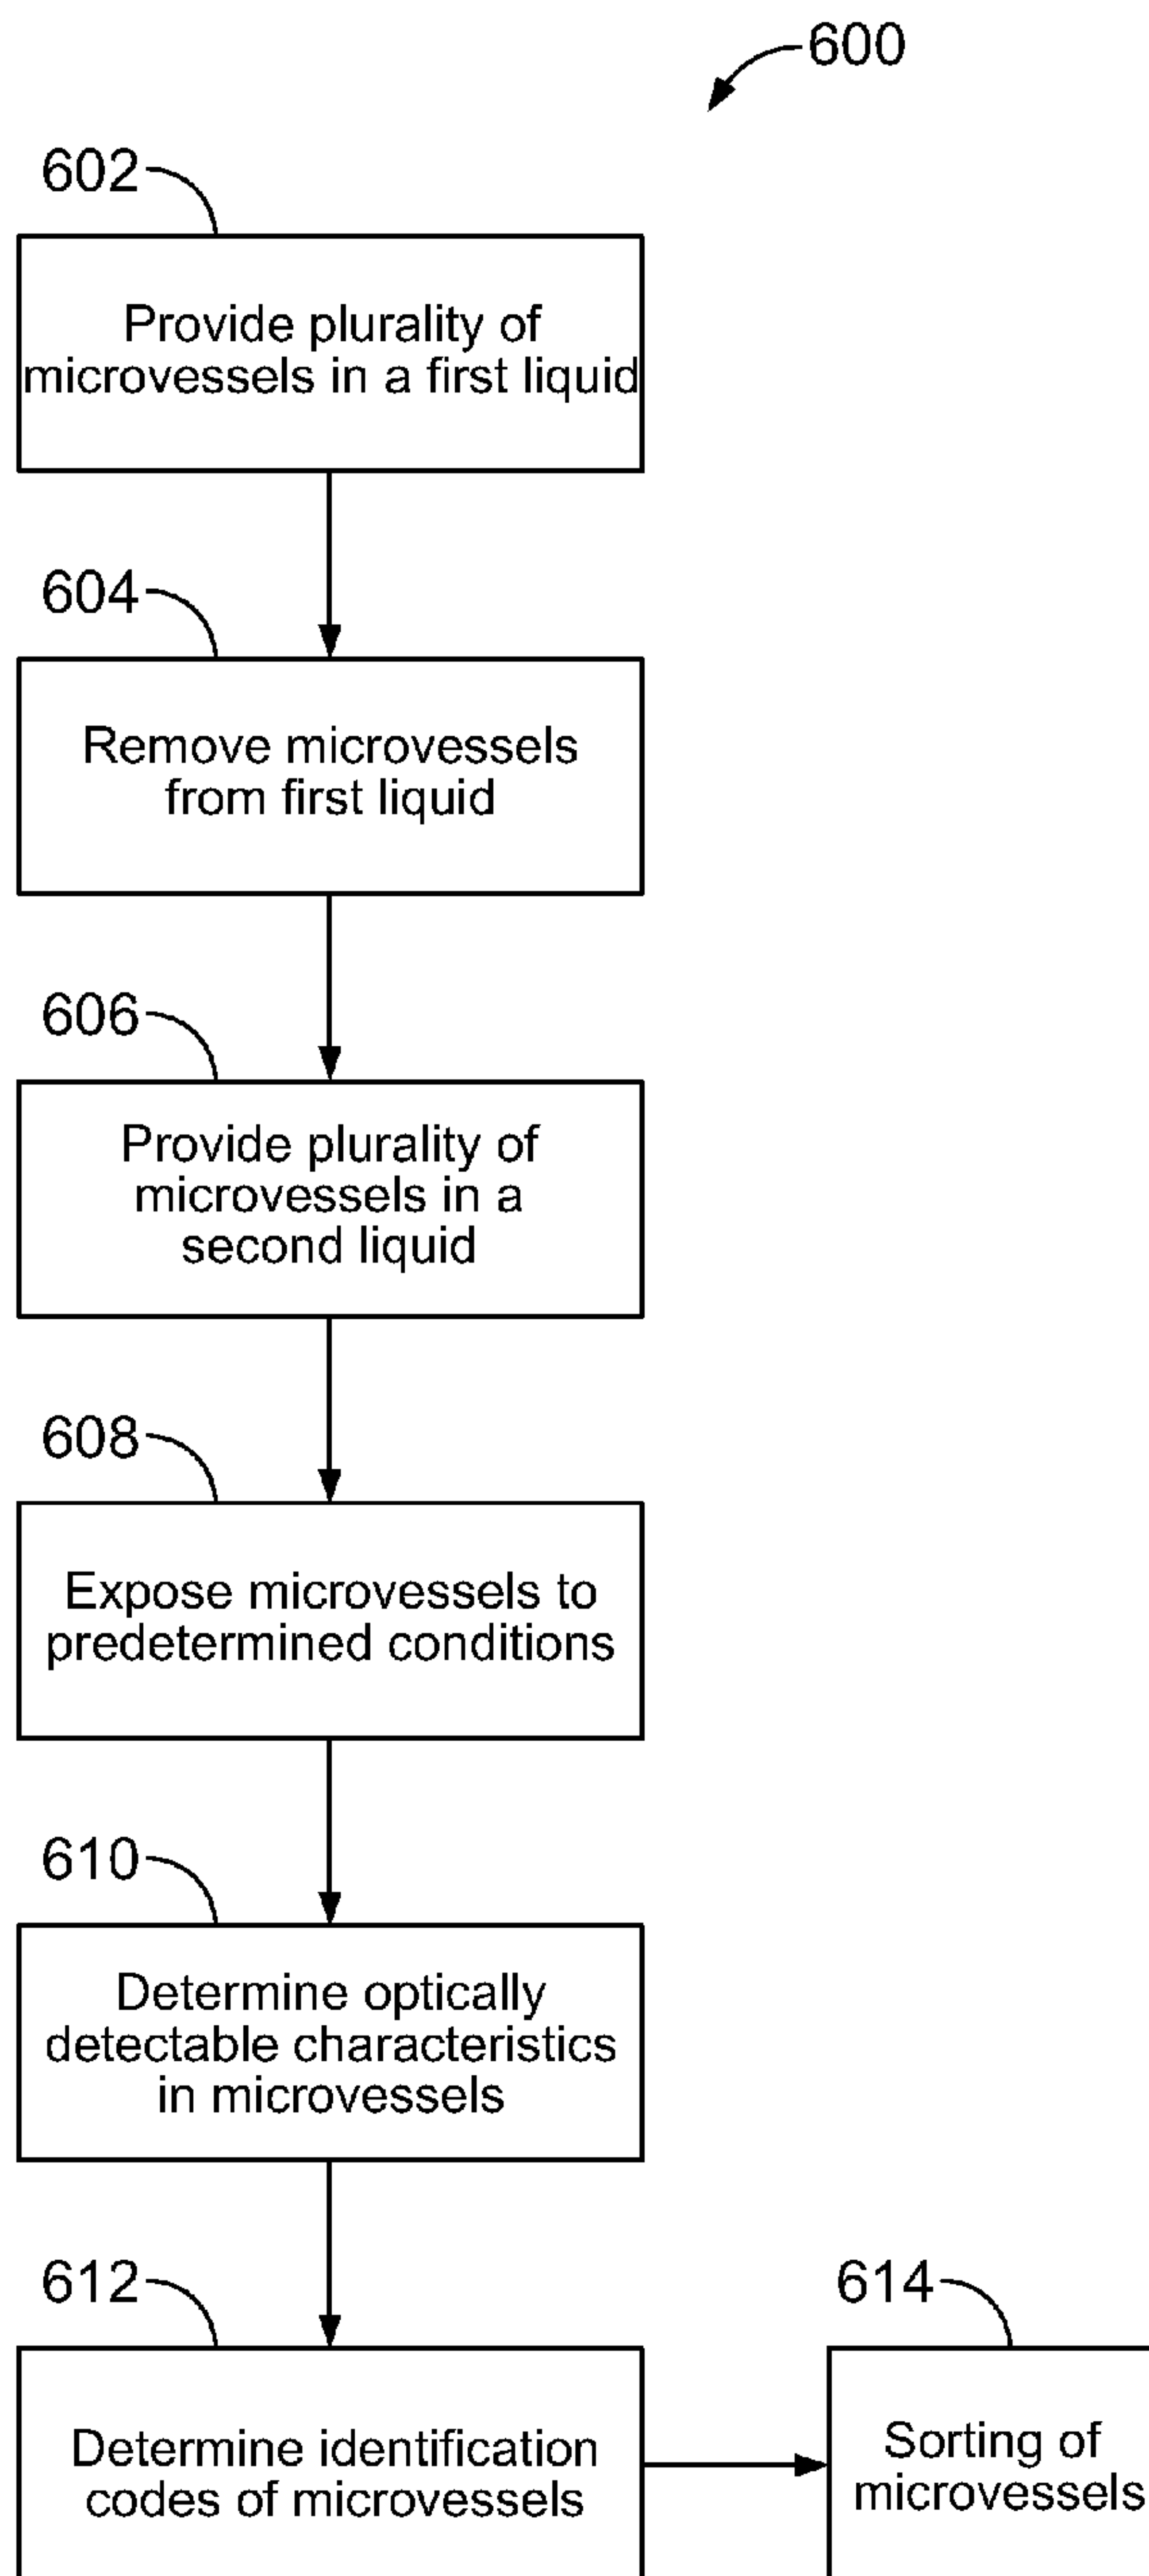 600
602
Provide plurality of
microvessels in a first liquid
604
Remove microvessels
from first liquid
606
Provide plurality of
microvessels in a
second liquid
608
Expose microvessels to
predetermined conditions
610
Determine optically
detectable characteristics
in microvessels
612
Determine identification
codes of microvessels
614
Sorting of
microvessels